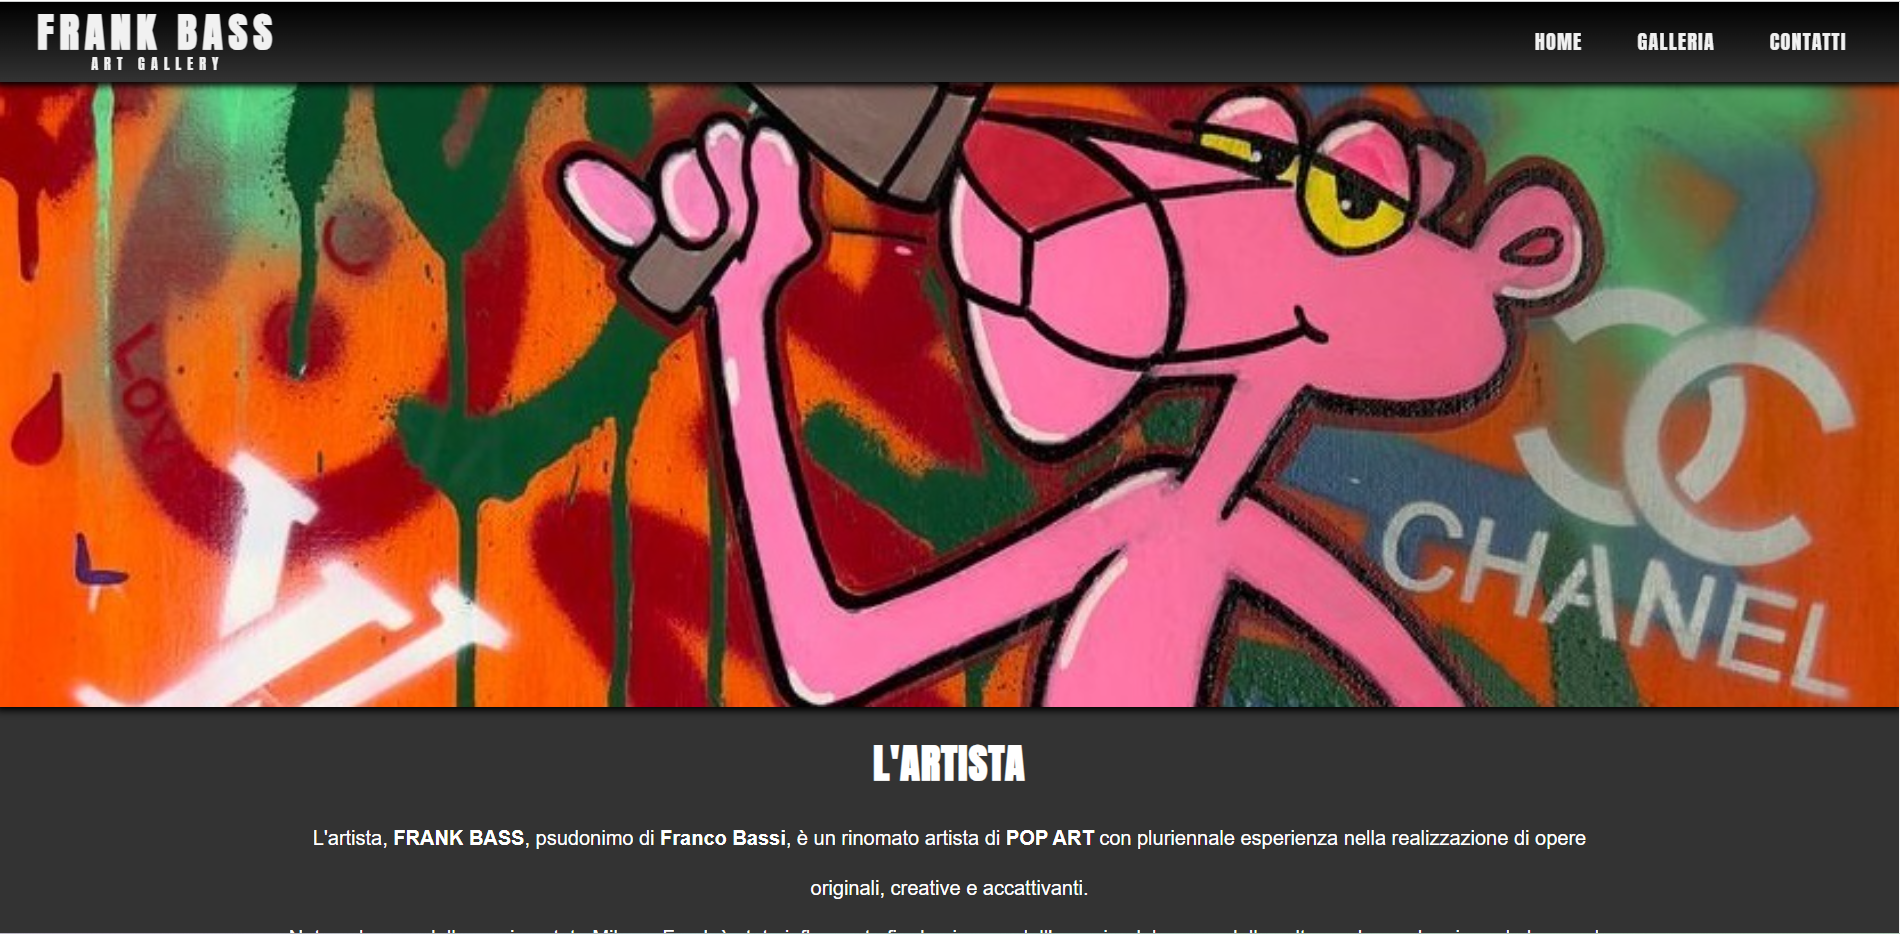 FRANK BASS
ART GALLERY
HOME GALLERIA CONTATTI
LOV
CHANEL
L'ARTISTA
L'artista, FRANK BASS, psudonimo di Franco Bassi, è un rinomato artista di POP ART con pluriennale esperienza nella realizzazione di opere
originali, creative e accattivanti.